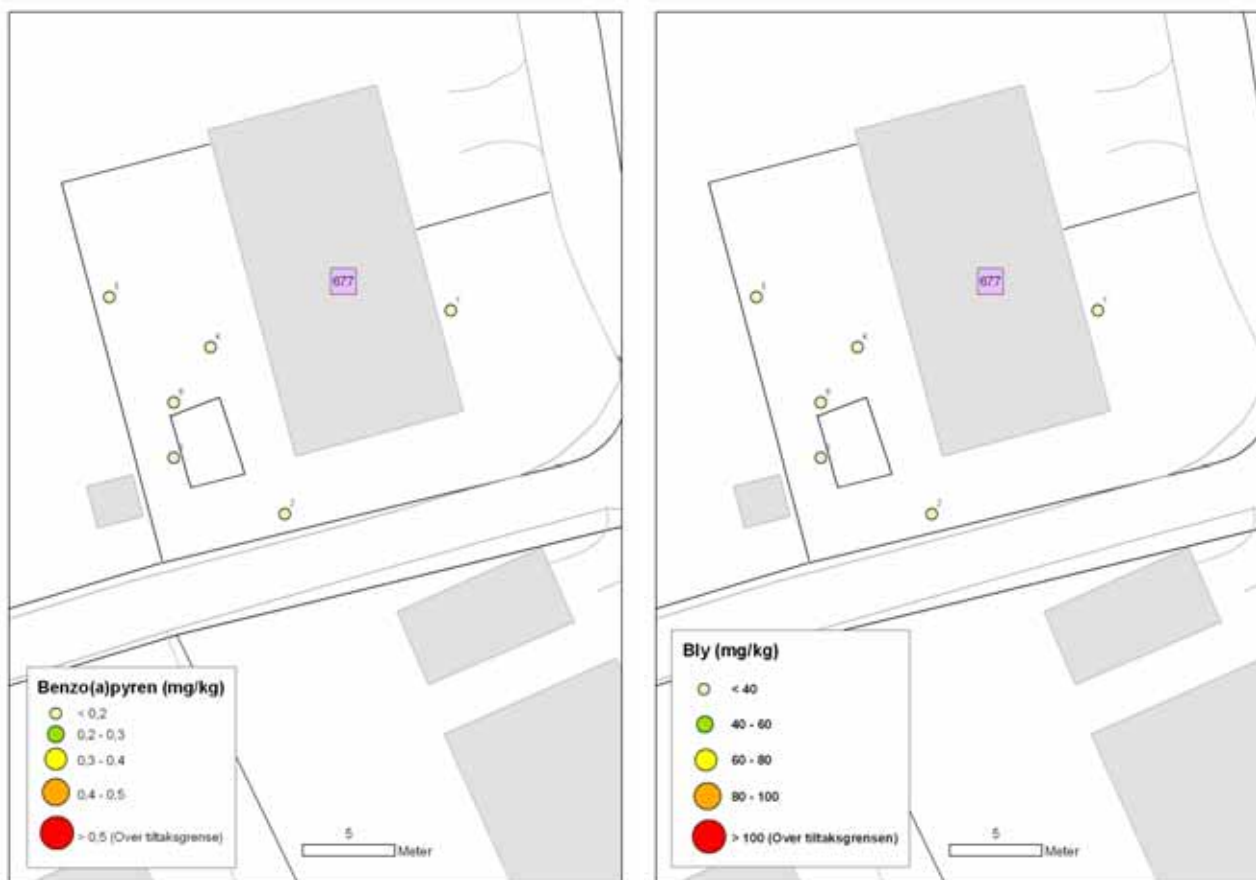 677
Benzo(a)pyren (mg/kg)
< 0,2
0,2 - 0,3
0,3 - 0,4
0,4 - 0,5
> 0.5 (Over tiltaksgrense)
5
Meter
677
Bly (mg/kg)
< 40
40 - 60
60 - 80
80 - 100
> 100 (Over tiltaksgrensen)
5
Meter